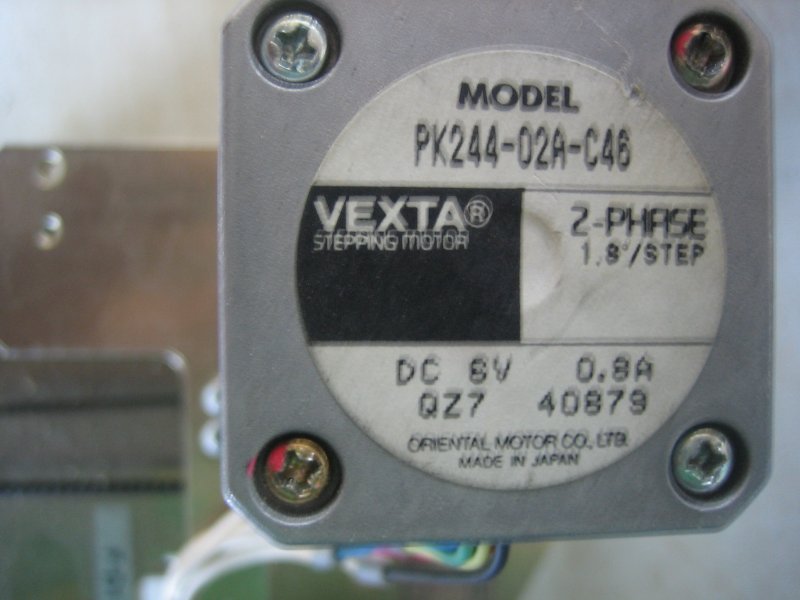 MODEL
PK244-02A-C46
VEXTA®
STEPPING MOTOR
2-PHASE
1.8°/STEP
DC 6V 0.8A
QZ7 40879
ORIENTAL MOTOR CO., LTD.
MADE IN JAPAN